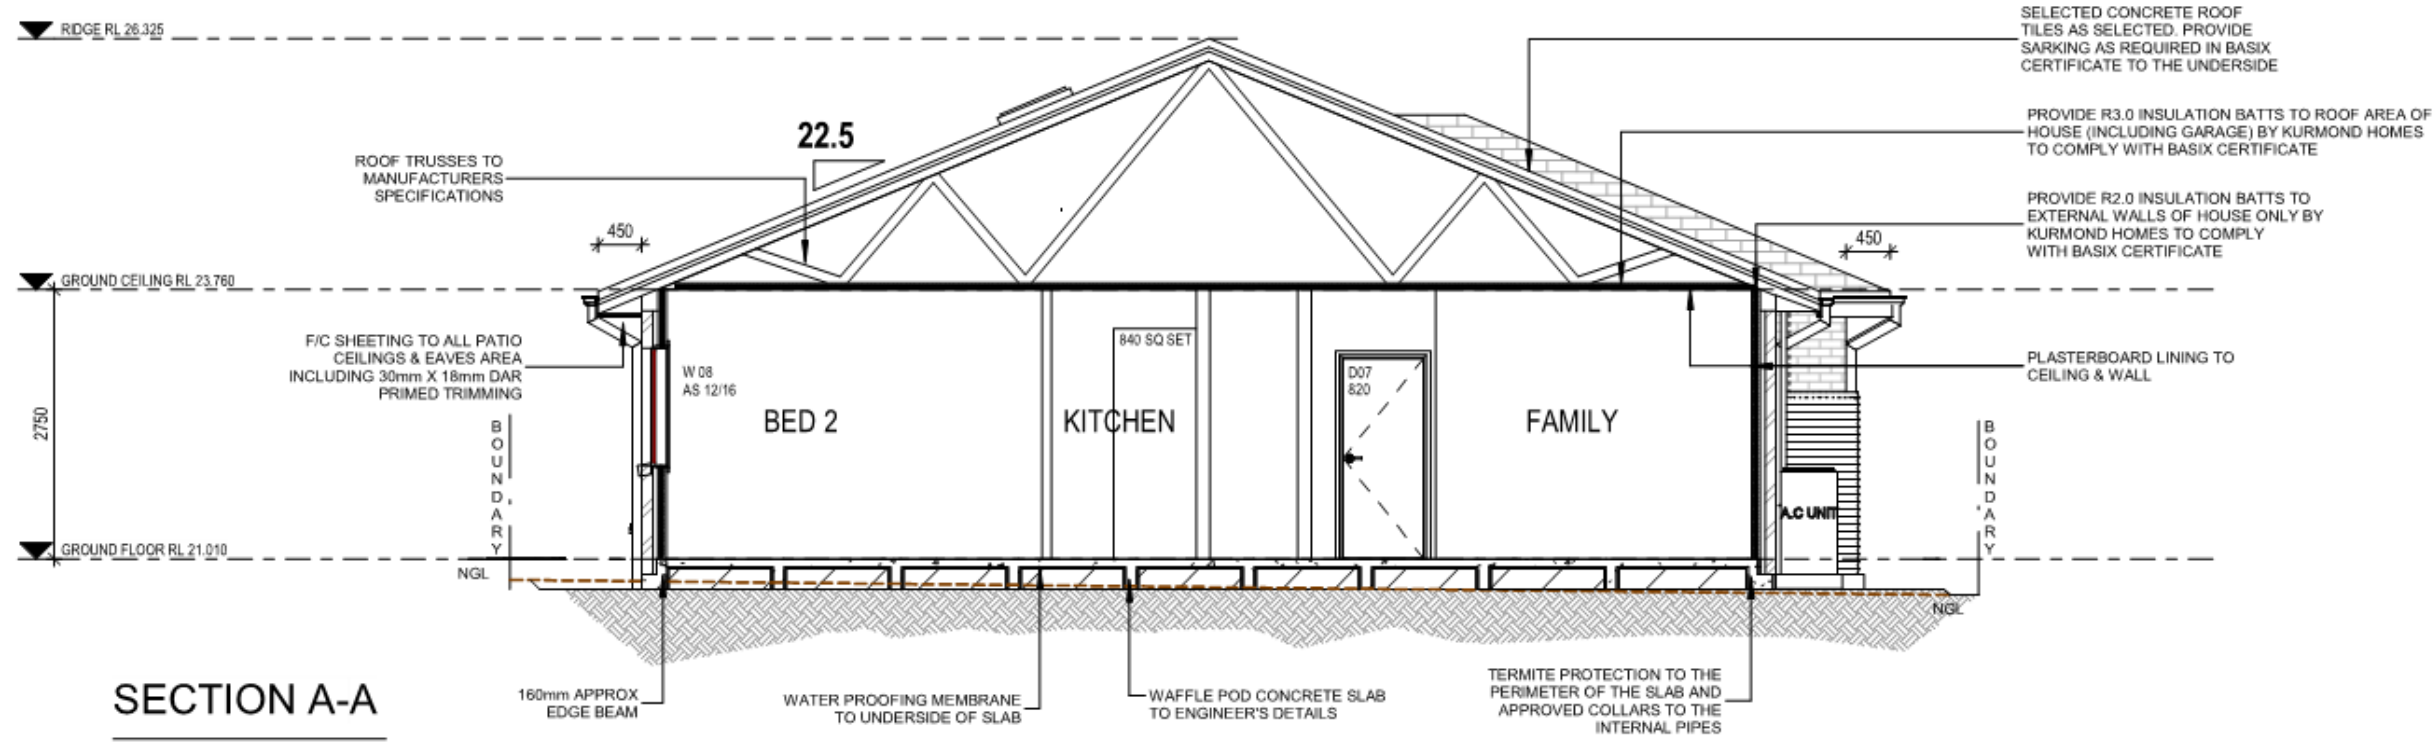 RIDGE RL 26.325
SELECTED CONCRETE ROOF
TILES AS SELECTED. PROVIDE
SARKING AS REQUIRED IN BASIX
CERTIFICATE TO THE UNDERSIDE
22.5
PROVIDE R3.0 INSULATION BATTS TO ROOF AREA OF
HOUSE (INCLUDING GARAGE) BY KURMOND HOMES
TO COMPLY WITH BASIX CERTIFICATE
ROOF TRUSSES TO
MANUFACTURERS
SPECIFICATIONS
PROVIDE R2.0 INSULATION BATTS TO
EXTERNAL WALLS OF HOUSE ONLY BY
KURMOND HOMES TO COMPLY
WITH BASIX CERTIFICATE
450
450
GROUND CEILING RL 23.760
F/C SHEETING TO ALL PATIO
CEILINGS & EAVES AREA
INCLUDING 30mm X 18mm DAR
PRIMED TRIMMING
840 SQ SET
W 08
AS 12/16
D07
820
PLASTERBOARD LINING TO
CEILING & WALL
2750
BED 2
KITCHEN
FAMILY
BOUNDARY
BOUNDARY
A.C UNIT
GROUND FLOOR RL 21.010
NGL
NGL
SECTION A-A
160mm APPROX
EDGE BEAM
WATER PROOFING MEMBRANE
TO UNDERSIDE OF SLAB
WAFFLE POD CONCRETE SLAB
TO ENGINEER'S DETAILS
TERMITE PROTECTION TO THE
PERIMETER OF THE SLAB AND
APPROVED COLLARS TO THE
INTERNAL PIPES